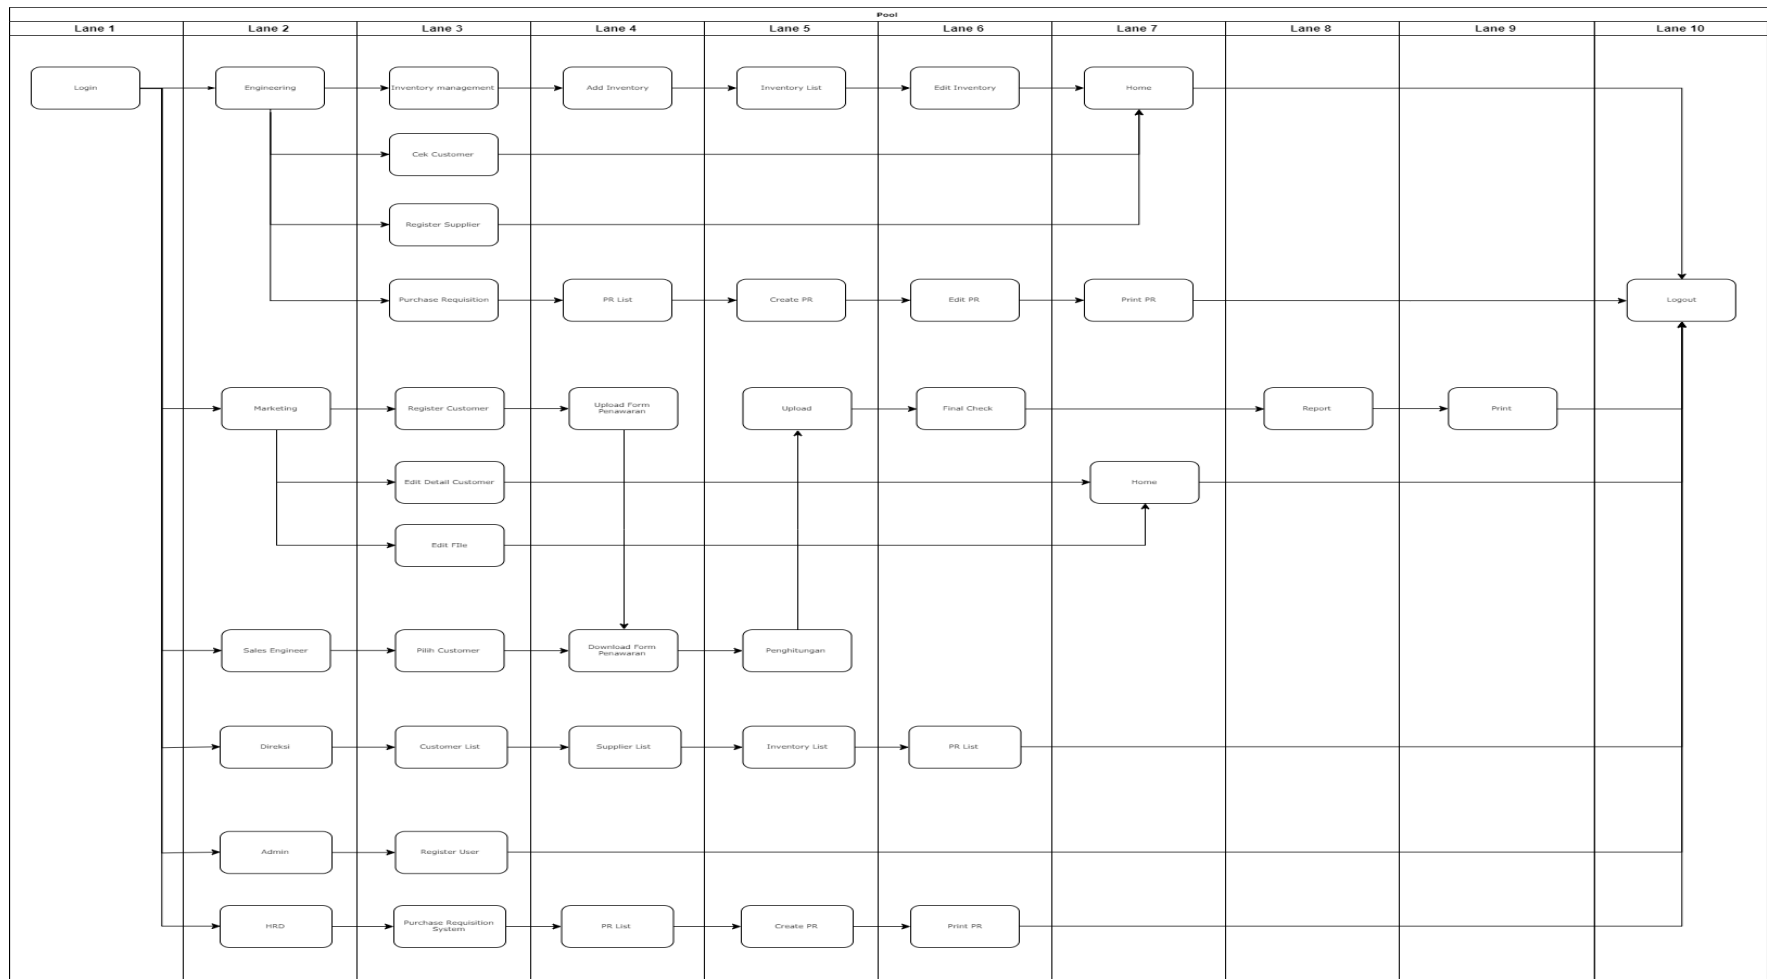 Pool
Lane 1
Lane 2
Lane 3
Lane 4
Lane 5
Lane 6
Lane 7
Lane 8
Lane 9
Lane 10
Login
Engineering
Inventory management
Add Inventory
Inventory List
Edit Inventory
Home
Cek Customer
Register Supplier
Purchase Requisition
PR List
Create PR
Edit PR
Print PR
Logout
Marketing
Register Customer
Upload Form
Penawaran
Upload
Final Check
Report
Print
Edit Detail Customer
Home
Edit FIle
Sales Engineer
Pilih Customer
Download Form
Penawaran
Penghitungan
Direksi
Customer List
Supplier List
Inventory List
PR List
Admin
Register User
HRD
Purchase Requisition
System
PR List
Create PR
Print PR